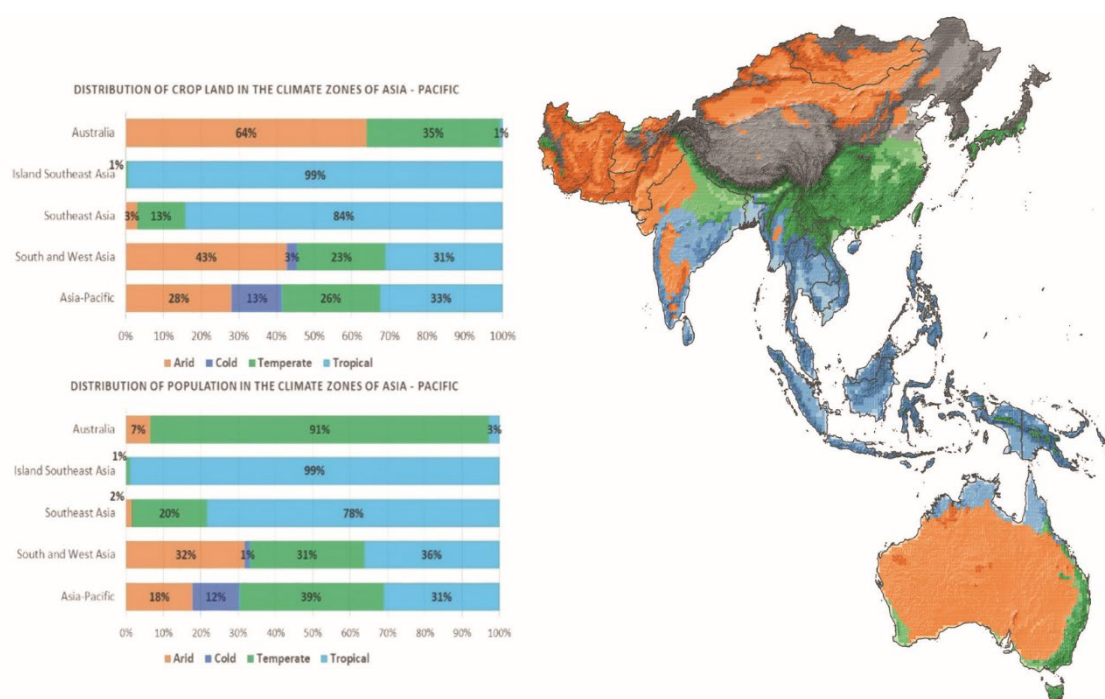 DISTRIBUTION OF CROP LAND IN THE CLIMATE ZONES OF ASIA - PACIFIC
Australia 64% 35% 1%
Island Southeast Asia 1% 99%
Southeast Asia 3% 13% 84%
South and West Asia 43% 3% 23% 31%
Asia-Pacific 28% 13% 26% 33%
0% 10% 20% 30% 40% 50% 60% 70% 80% 90% 100%
Arid Cold Temperate Tropical
DISTRIBUTION OF POPULATION IN THE CLIMATE ZONES OF ASIA - PACIFIC
Australia 7% 91% 3%
Island Southeast Asia 1% 99%
Southeast Asia 2% 20% 78%
South and West Asia 32% 1% 31% 36%
Asia-Pacific 18% 12% 39% 31%
0% 10% 20% 30% 40% 50% 60% 70% 80% 90% 100%
Arid Cold Temperate Tropical